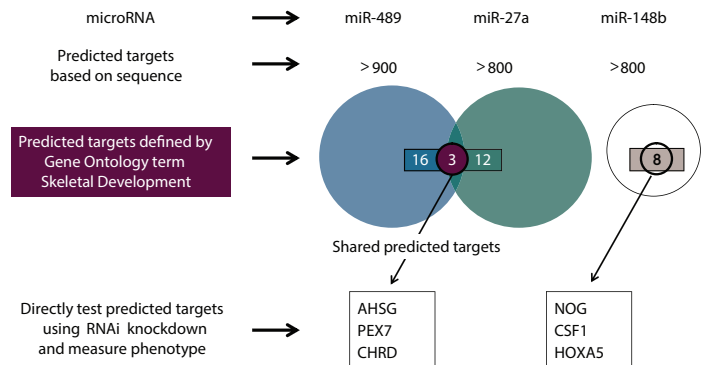 microRNA miR-489 miR-27a miR-148b
Predicted targets
based on sequence
>900 >800 >800
Predicted targets defined by
Gene Ontology term
Skeletal Development
16 3 12 8
Shared predicted targets
Directly test predicted targets
using RNAi knockdown
and measure phenotype
AHSG
PEX7
CHRD
NOG
CSF1
HOXA5